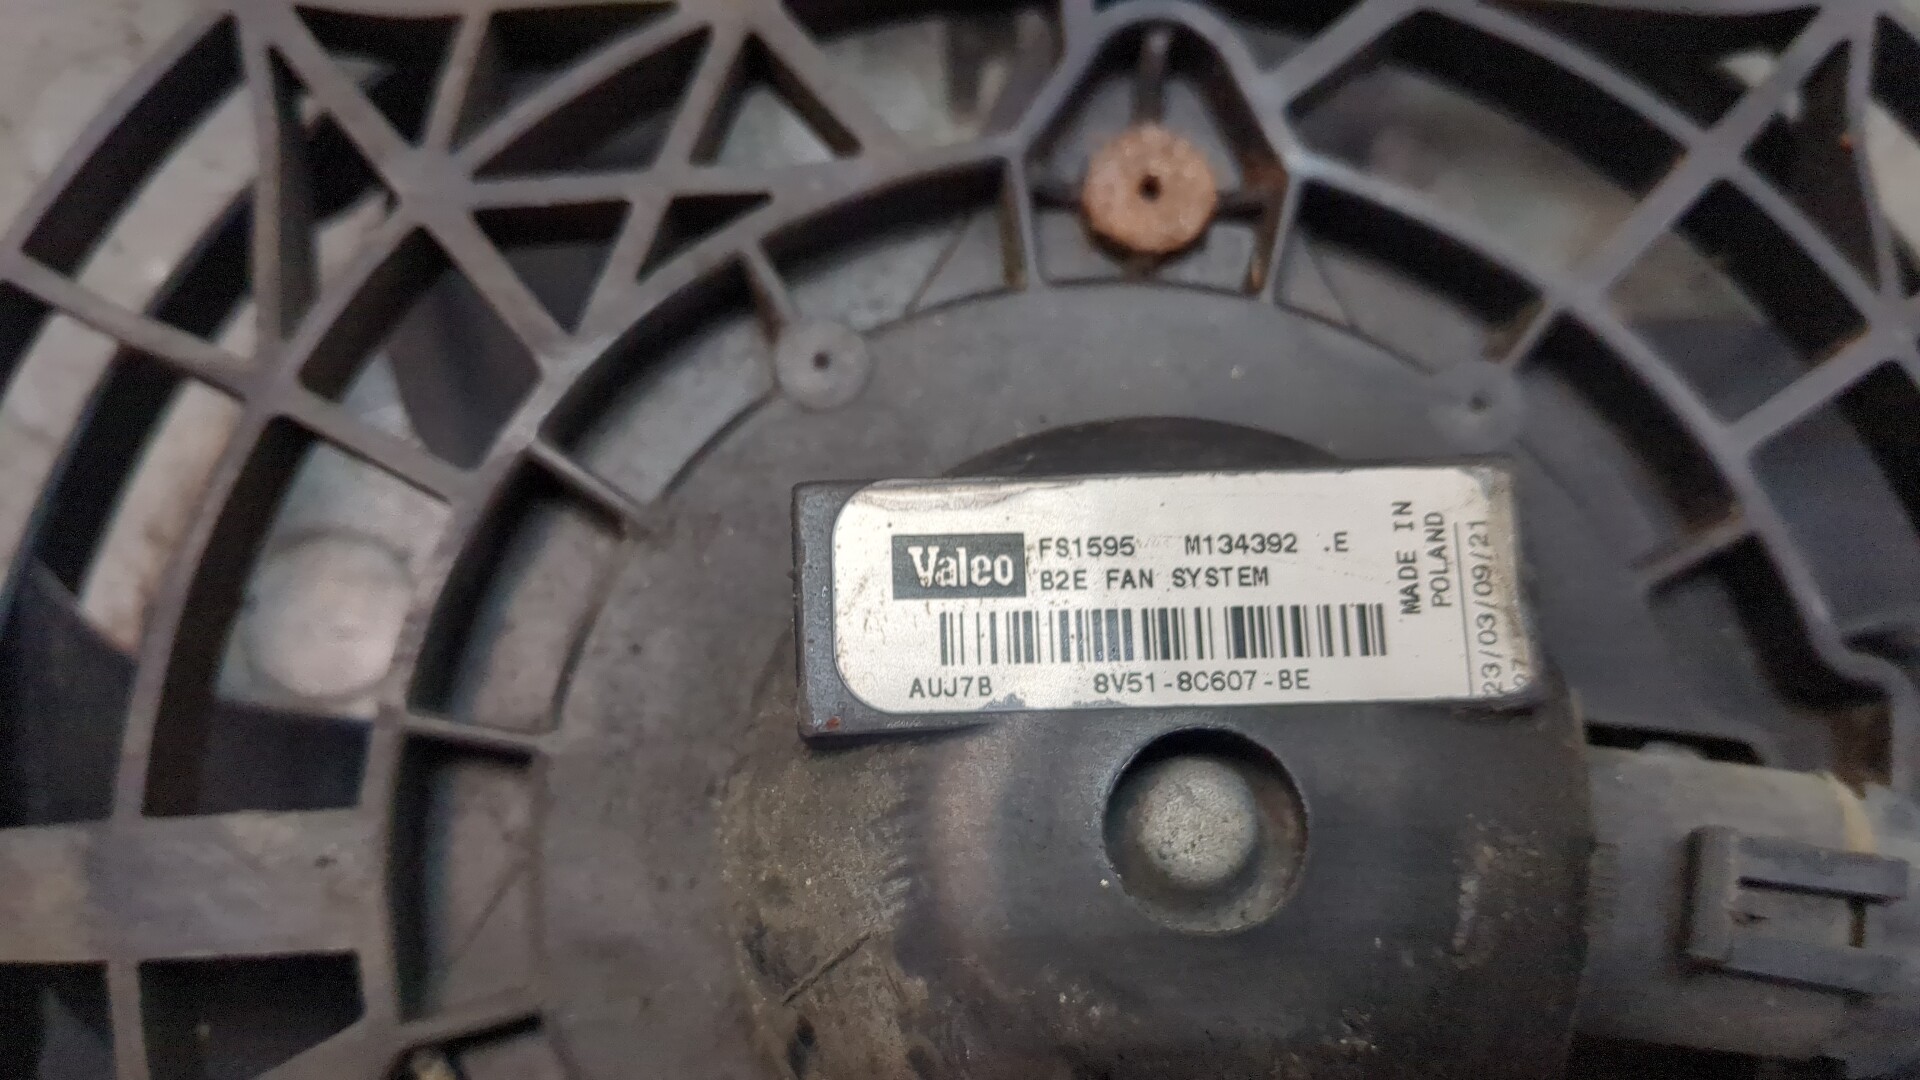 Valeo FS1595 M134392 .E
B2E FAN SYSTEM
AUJ7B 8V51-8C607-BE
MADE IN
POLAND
23/03/09/21